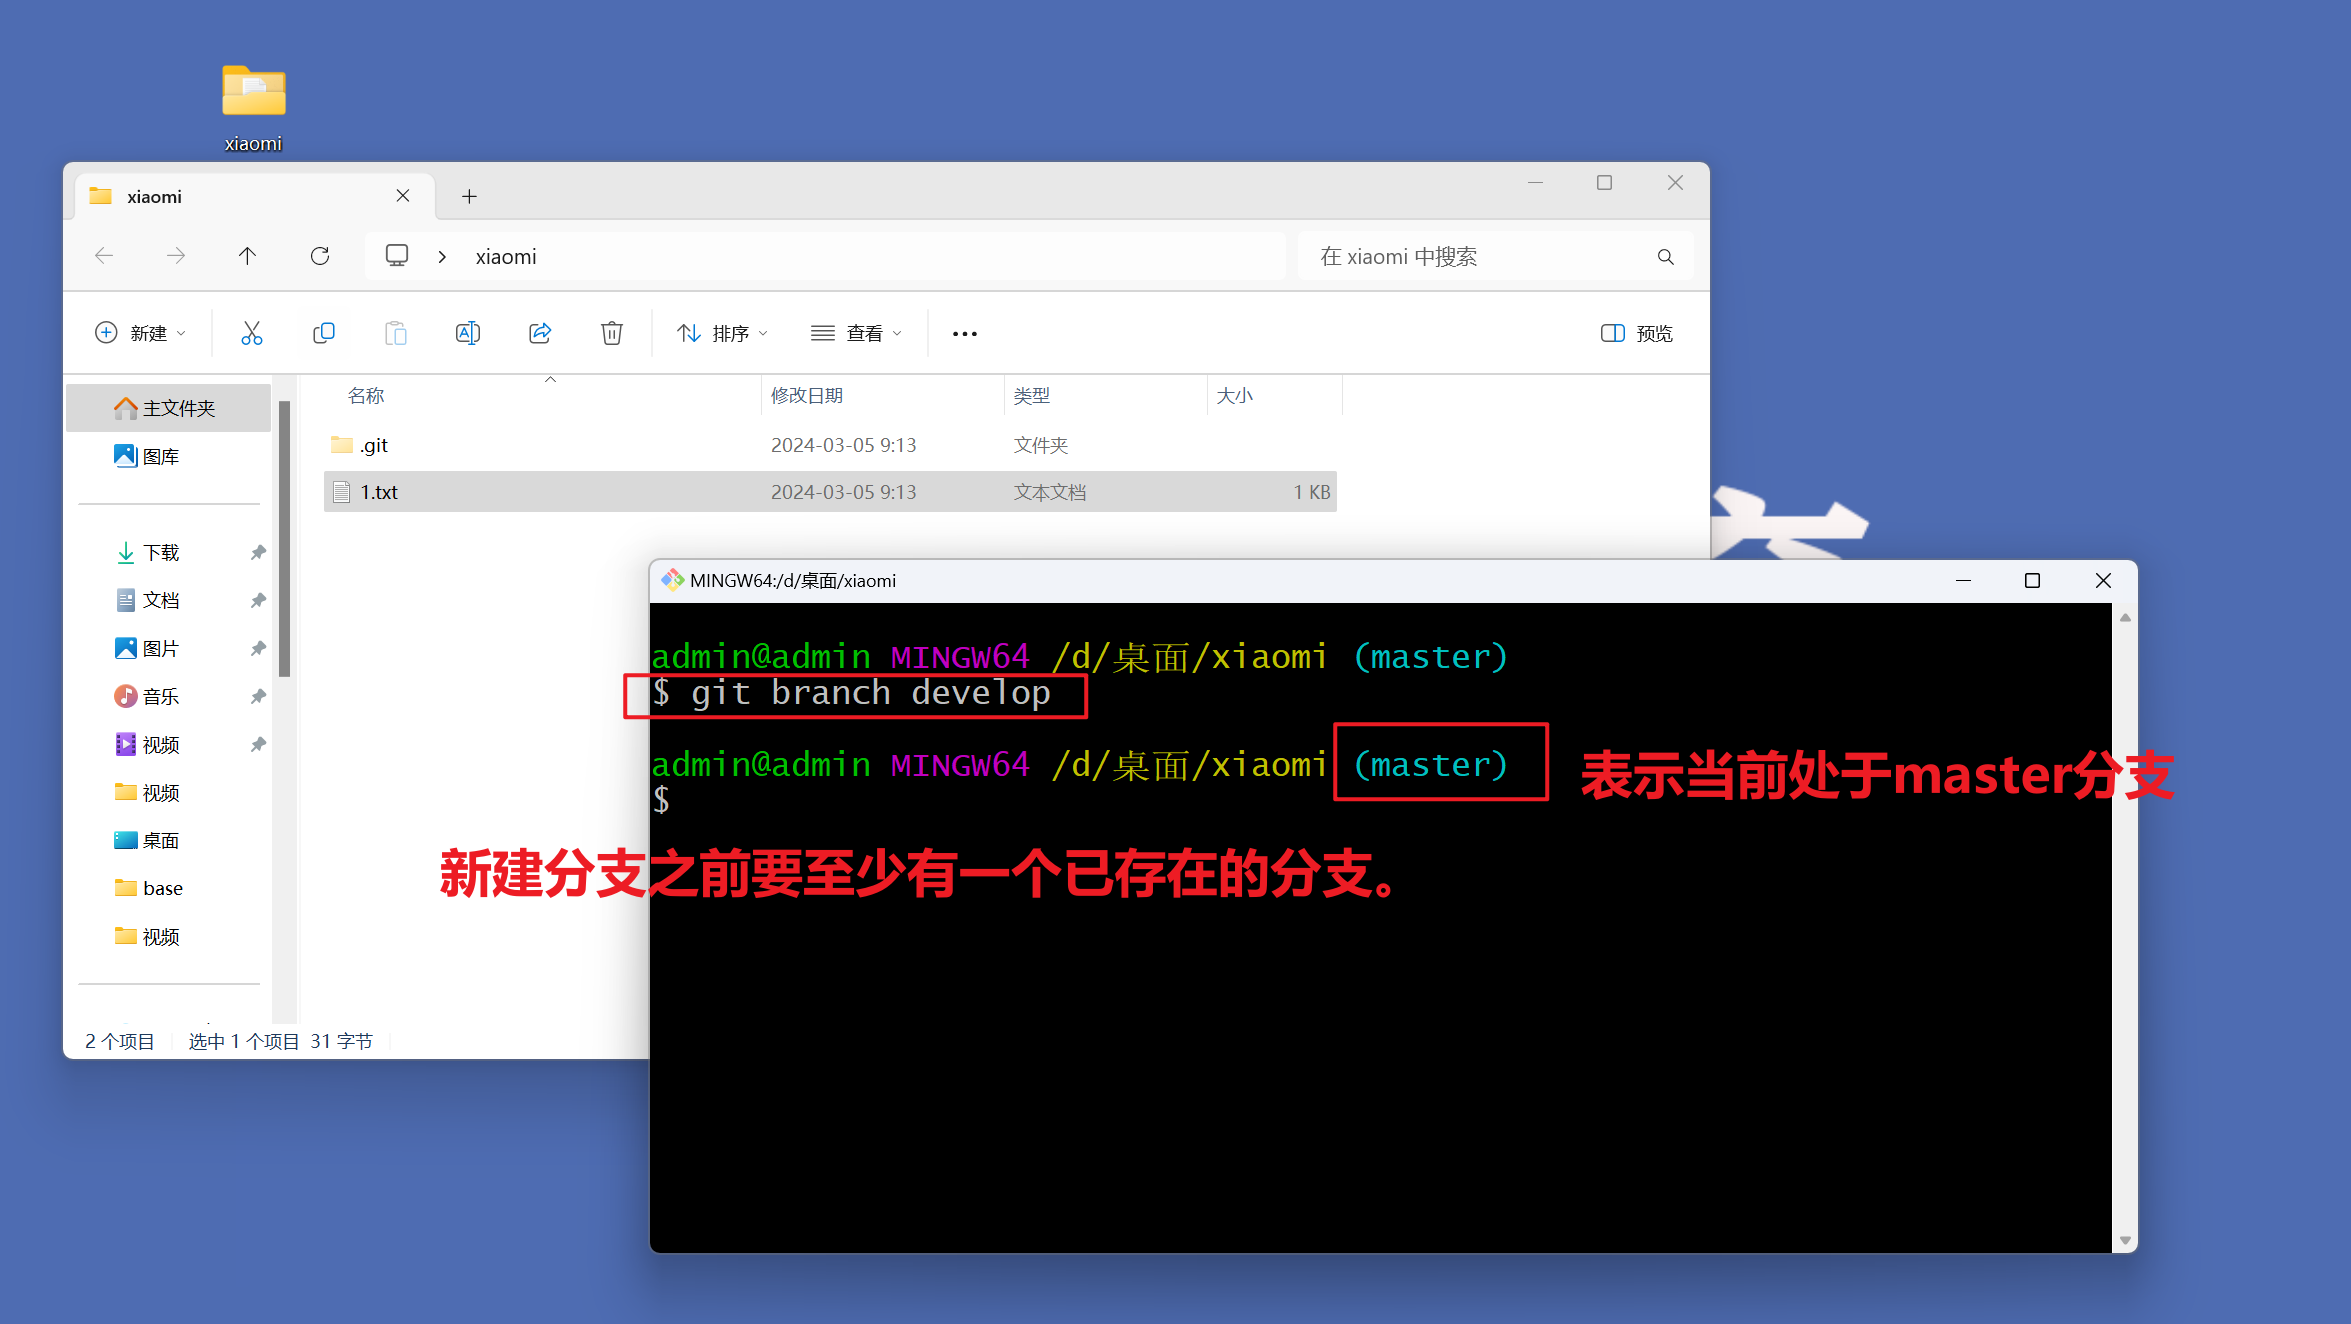 xiaomi
xiaomi
xiaomi
在 xiaomi 中搜索
新建
排序
查看
预览
主文件夹
图库
下载
文档
图片
音乐
视频
视频
桌面
base
视频
名称 修改日期 类型 大小
.git 2024-03-05 9:13 文件夹
1.txt 2024-03-05 9:13 文本文档 1 KB
2 个项目 选中 1 个项目 31 字节
MINGW64:/d/桌面/xiaomi
admin@admin MINGW64 /d/桌面/xiaomi (master)
$ git branch develop
admin@admin MINGW64 /d/桌面/xiaomi (master)
$
表示当前处于master分支
新建分支之前要至少有一个已存在的分支。